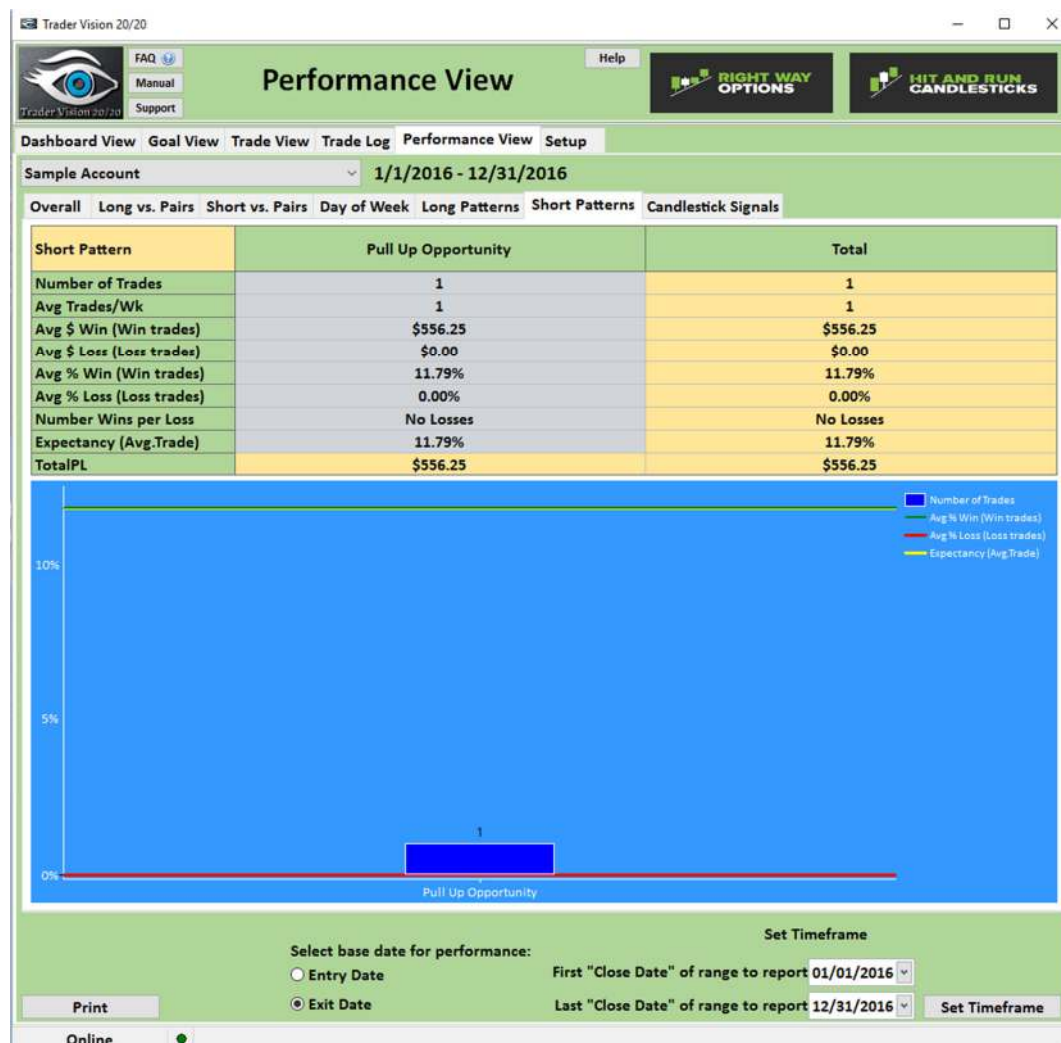 Trader Vision 20/20
FAQ
Manual
Support
Trader Vision 20/20
Performance View
Help
RIGHT WAY
OPTIONS
HIT AND RUN
CANDLESTICKS
Dashboard View Goal View Trade View Trade Log Performance View Setup
Sample Account 1/1/2016 - 12/31/2016
Overall Long vs. Pairs Short vs. Pairs Day of Week Long Patterns Short Patterns Candlestick Signals
Short Pattern Pull Up Opportunity Total
Number of Trades 1 1
Avg Trades/Wk 1 1
Avg $ Win (Win trades) $556.25 $556.25
Avg $ Loss (Loss trades) $0.00 $0.00
Avg % Win (Win trades) 11.79% 11.79%
Avg % Loss (Loss trades) 0.00% 0.00%
Number Wins per Loss No Losses No Losses
Expectancy (Avg.Trade) 11.79% 11.79%
TotalPL $556.25 $556.25
Number of Trades
Avg % Win (Win trades)
Avg % Loss (Loss trades)
Expectancy (Avg.Trade)
10%
5%
1
0%
Pull Up Opportunity
Set Timeframe
Select base date for performance:
Entry Date First "Close Date" of range to report 01/01/2016
Print Exit Date Last "Close Date" of range to report 12/31/2016 Set Timeframe
Online